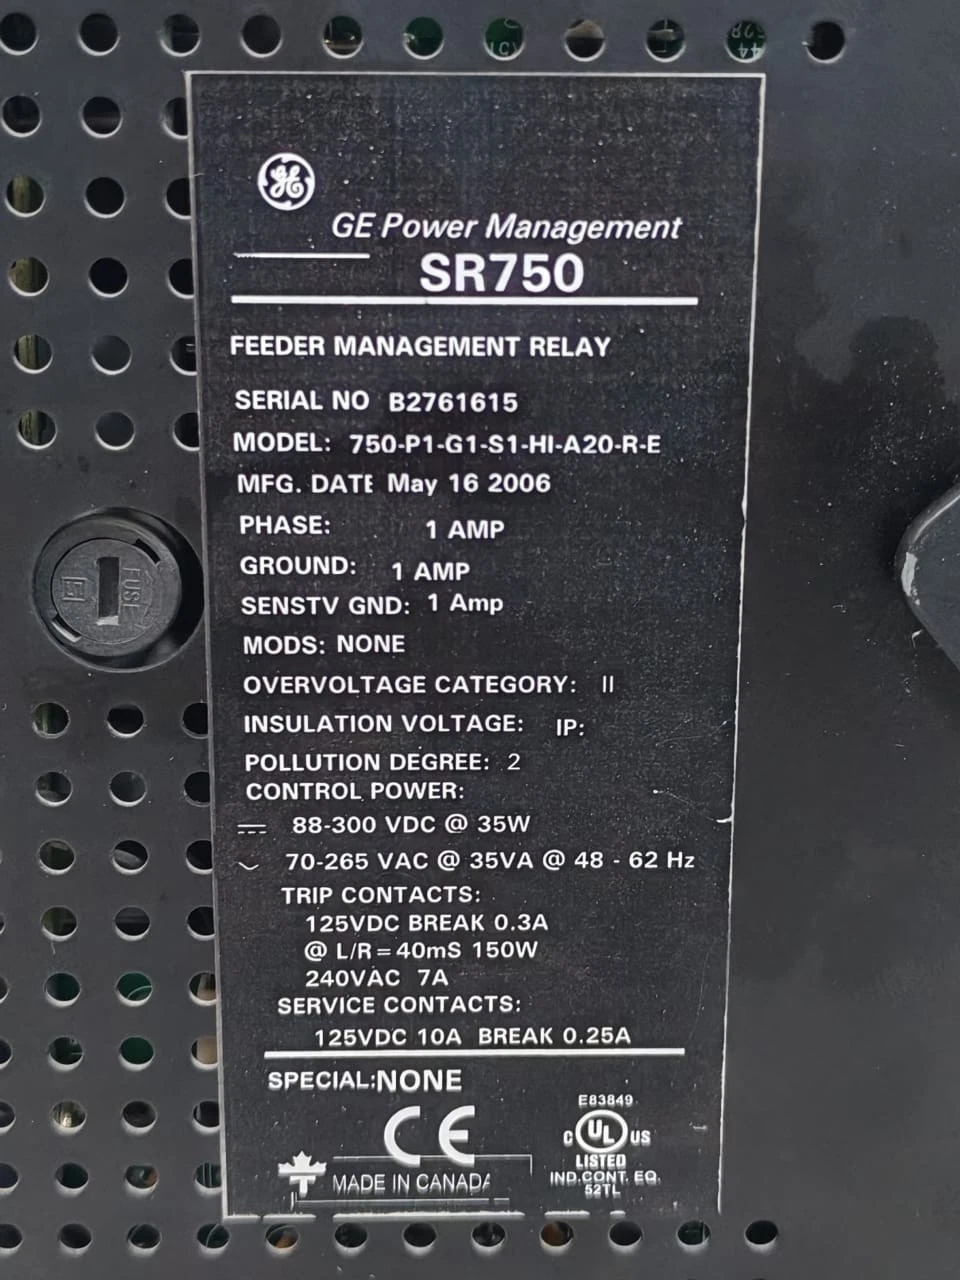 GE Power Management
SR750
FEEDER MANAGEMENT RELAY
SERIAL NO B2761615
MODEL: 750-P1-G1-S1-HI-A20-R-E
MFG. DATE May 16 2006
PHASE: 1 AMP
GROUND: 1 AMP
SENSTV GND: 1 Amp
MODS: NONE
OVERVOLTAGE CATEGORY: II
INSULATION VOLTAGE: IP:
POLLUTION DEGREE: 2
CONTROL POWER:
88-300 VDC @ 35W
70-265 VAC @ 35VA @ 48 - 62 Hz
TRIP CONTACTS:
125VDC BREAK 0.3A
@ L/R=40mS 150W
240VAC 7A
SERVICE CONTACTS:
125VDC 10A BREAK 0.25A
SPECIAL:NONE
CE
MADE IN CANADA
E83849
C UL US
LISTED
IND.CONT. EQ.
52TL
FUSE